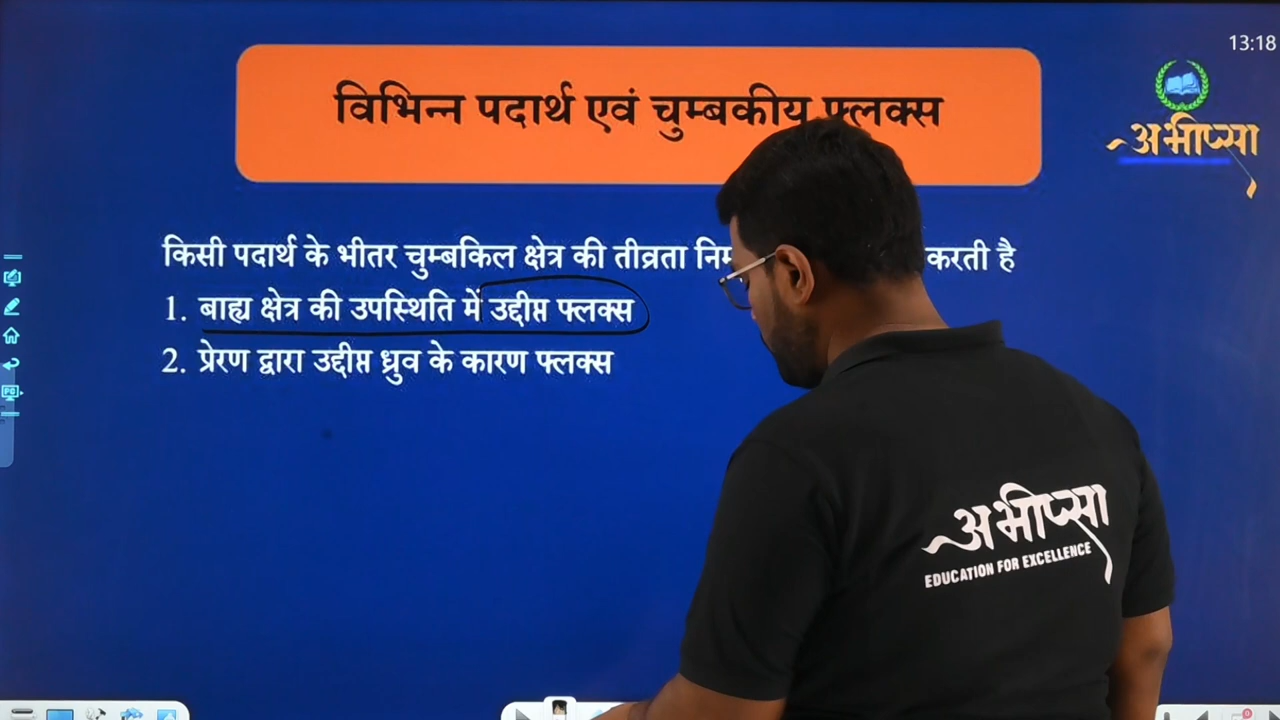 13:18
विभिन्न पदार्थ एवं चुम्बकीय फ्लक्स
अभीप्सा
किसी पदार्थ के भीतर चुम्बकिल क्षेत्र की तीव्रता करती है
1. बाह्य क्षेत्र की उपस्थिति में उद्दीप्त फ्लक्स
2. प्रेरण द्वारा उद्दीप्त ध्रुव के कारण फ्लक्स
अभीप्सा
EDUCATION FOR EXCELLENCE